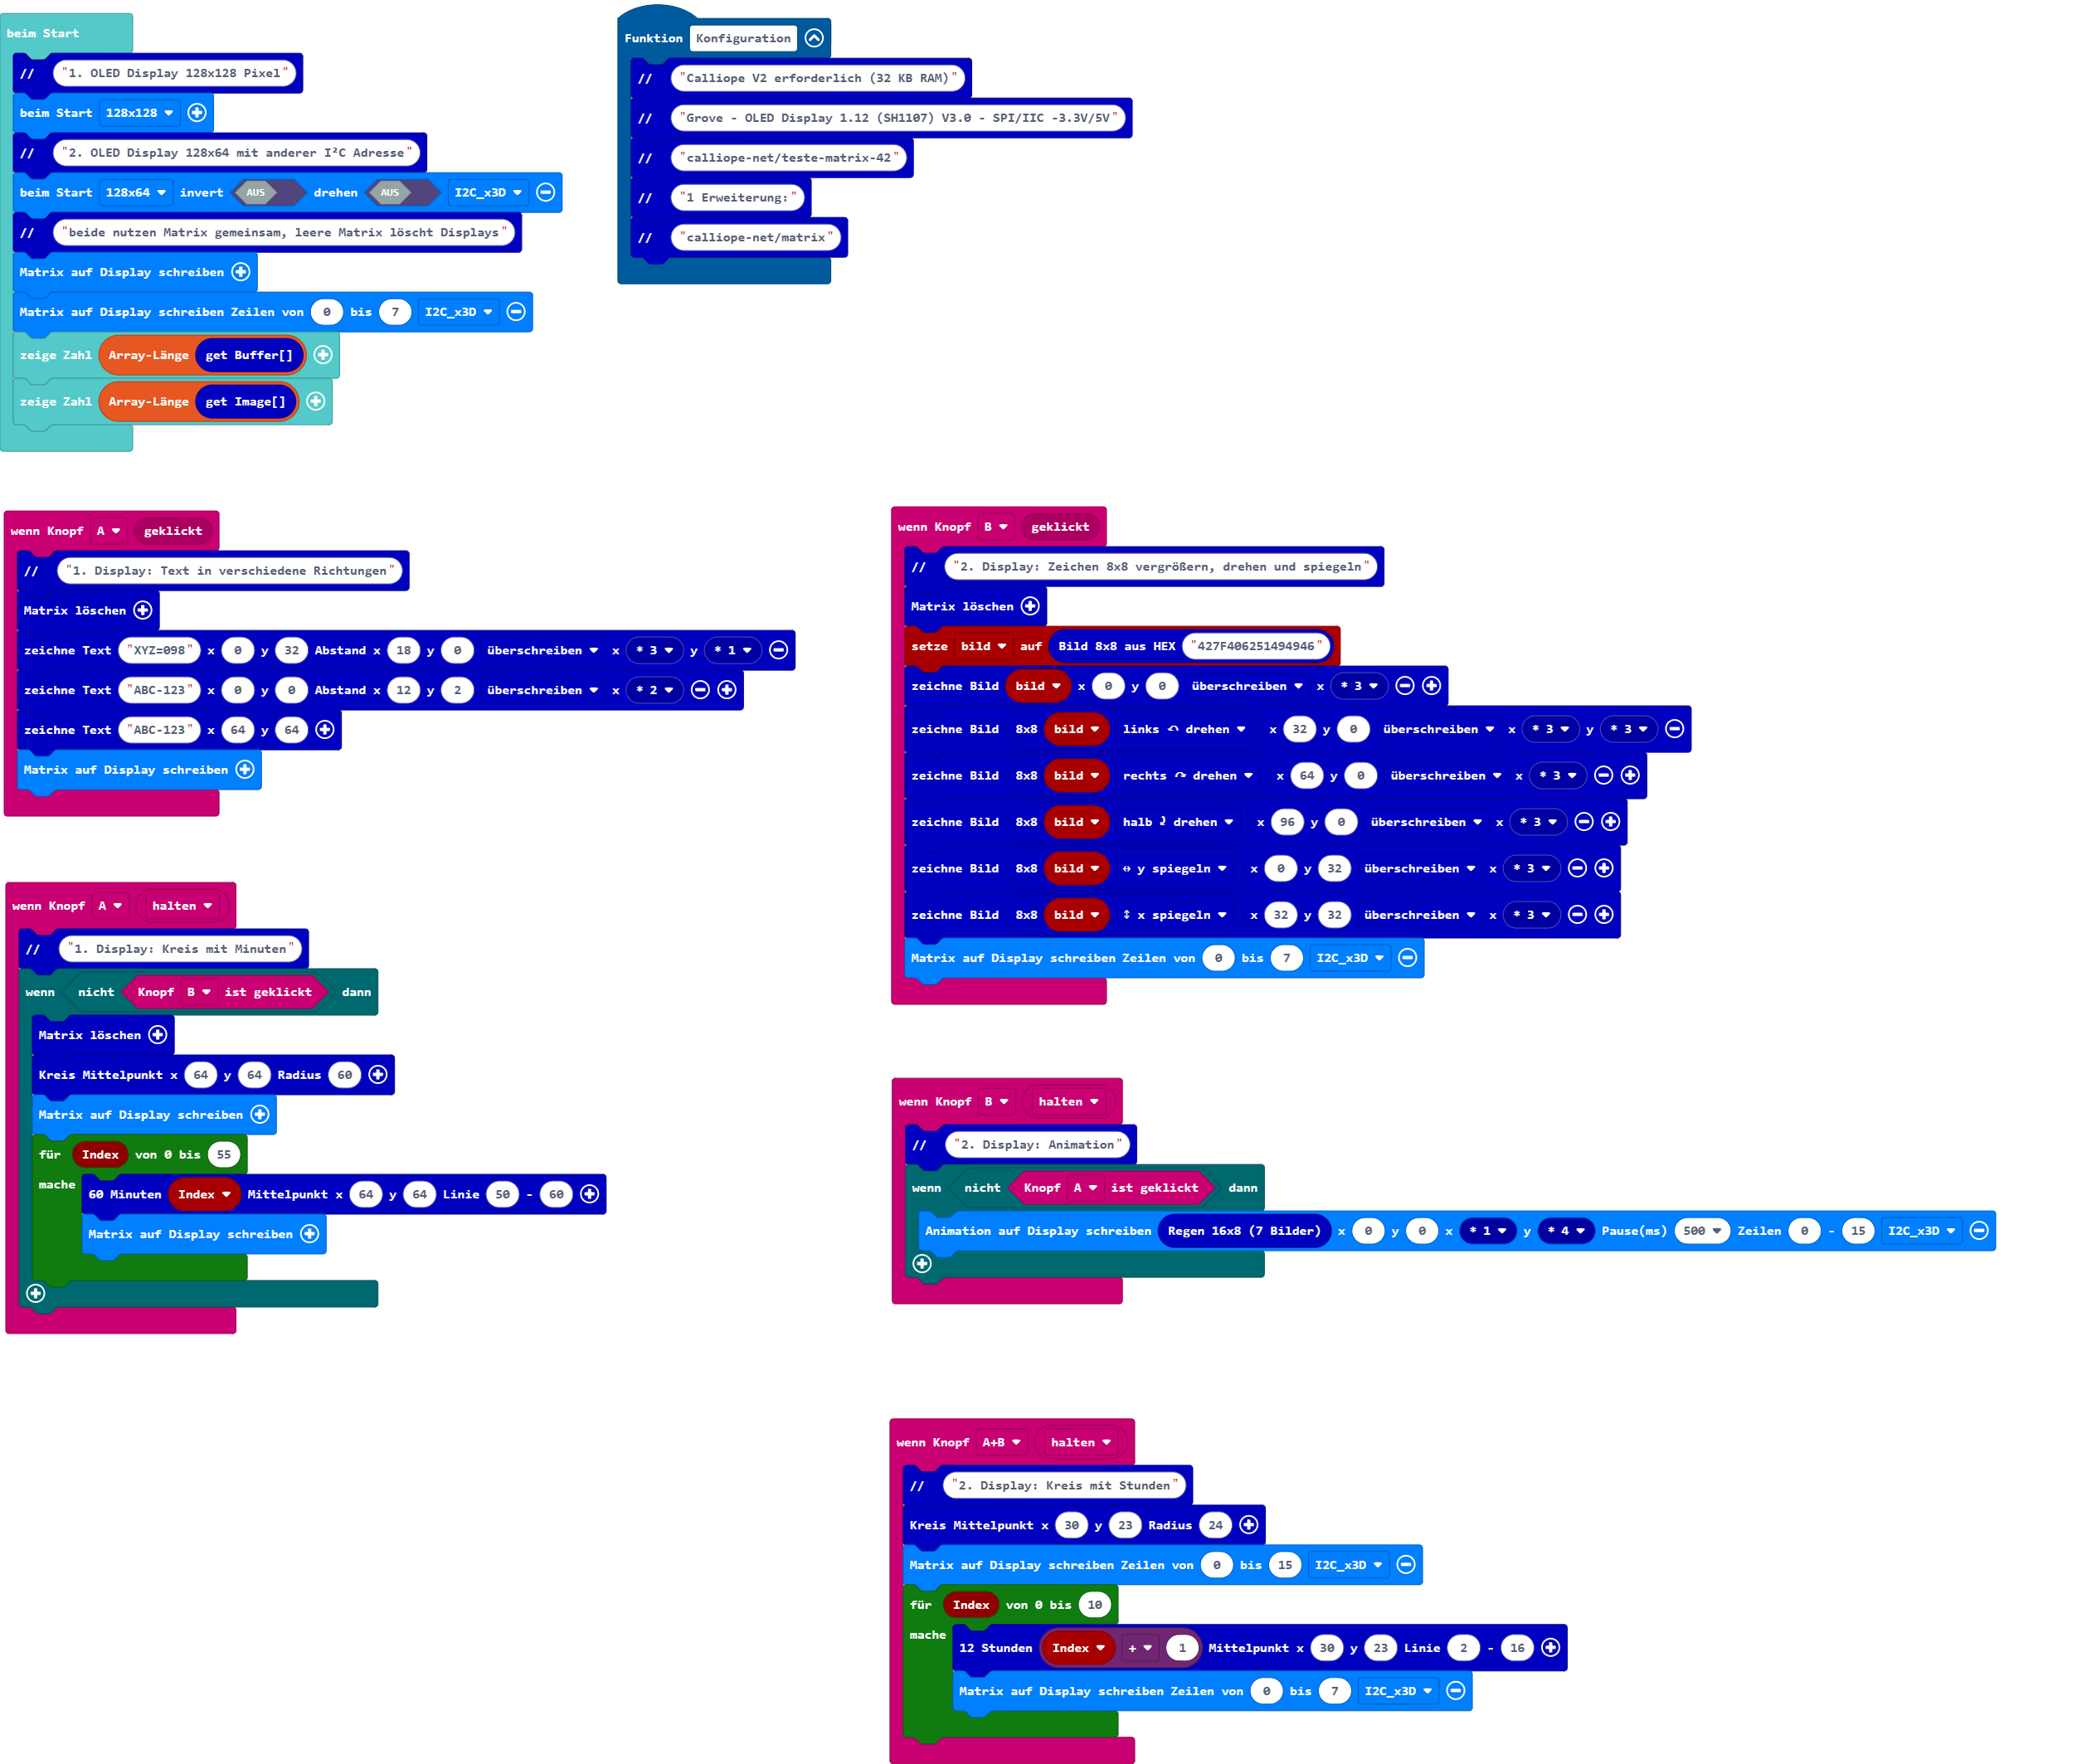 beim Start
// "1. OLED Display 128x128 Pixel"
beim Start 128x128
// "2. OLED Display 128x64 mit anderer I²C Adresse"
beim Start 128x64 invert AUS drehen AUS I2C_x3D
// "beide nutzen Matrix gemeinsam, leere Matrix löscht Displays"
Matrix auf Display schreiben
Matrix auf Display schreiben Zeilen von 0 bis 7 I2C_x3D
zeige Zahl Array-Länge get Buffer[]
zeige Zahl Array-Länge get Image[]
Funktion Konfiguration
// "Calliope V2 erforderlich (32 KB RAM)"
// "Grove - OLED Display 1.12 (SH1107) V3.0 - SPI/IIC -3.3V/5V"
// "calliope-net/teste-matrix-42"
// "1 Erweiterung:"
// "calliope-net/matrix"
wenn Knopf A geklickt
// "1. Display: Text in verschiedene Richtungen"
Matrix löschen
zeichne Text "XYZ=098" x 0 y 32 Abstand x 18 y 0 überschreiben x * 3 y * 1
zeichne Text "ABC-123" x 0 y 0 Abstand x 12 y 2 überschreiben x * 2
zeichne Text "ABC-123" x 64 y 64
Matrix auf Display schreiben
wenn Knopf B geklickt
// "2. Display: Zeichen 8x8 vergrößern, drehen und spiegeln"
Matrix löschen
setze bild auf Bild 8x8 aus HEX "427F406251494946"
zeichne Bild bild x 0 y 0 überschreiben x * 3
zeichne Bild 8x8 bild links ↶ drehen x 32 y 0 überschreiben x * 3 y * 3
zeichne Bild 8x8 bild rechts ↷ drehen x 64 y 0 überschreiben x * 3
zeichne Bild 8x8 bild halb ⤸ drehen x 96 y 0 überschreiben x * 3
zeichne Bild 8x8 bild ↔ y spiegeln x 0 y 32 überschreiben x * 3
zeichne Bild 8x8 bild ↕ x spiegeln x 32 y 32 überschreiben x * 3
Matrix auf Display schreiben Zeilen von 0 bis 7 I2C_x3D
wenn Knopf A halten
// "1. Display: Kreis mit Minuten"
wenn nicht Knopf B ist geklickt dann
Matrix löschen
Kreis Mittelpunkt x 64 y 64 Radius 60
Matrix auf Display schreiben
für Index von 0 bis 55
mache
60 Minuten Index Mittelpunkt x 64 y 64 Linie 50 - 60
Matrix auf Display schreiben
wenn Knopf B halten
// "2. Display: Animation"
wenn nicht Knopf A ist geklickt dann
Animation auf Display schreiben Regen 16x8 (7 Bilder) x 0 y 0 x * 1 y * 4 Pause(ms) 500 Zeilen 0 - 15 I2C_x3D
wenn Knopf A+B halten
// "2. Display: Kreis mit Stunden"
Kreis Mittelpunkt x 30 y 23 Radius 24
Matrix auf Display schreiben Zeilen von 0 bis 15 I2C_x3D
für Index von 0 bis 10
mache
12 Stunden Index + 1 Mittelpunkt x 30 y 23 Linie 2 - 16
Matrix auf Display schreiben Zeilen von 0 bis 7 I2C_x3D